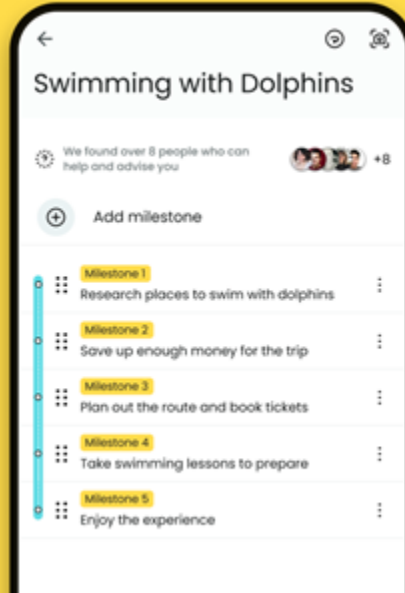 Swimming with Dolphins
We found over 8 people who can
help and advise you
+8
Add milestone
Milestone 1
Research places to swim with dolphins
Milestone 2
Save up enough money for the trip
Milestone 3
Plan out the route and book tickets
Milestone 4
Take swimming lessons to prepare
Milestone 5
Enjoy the experience